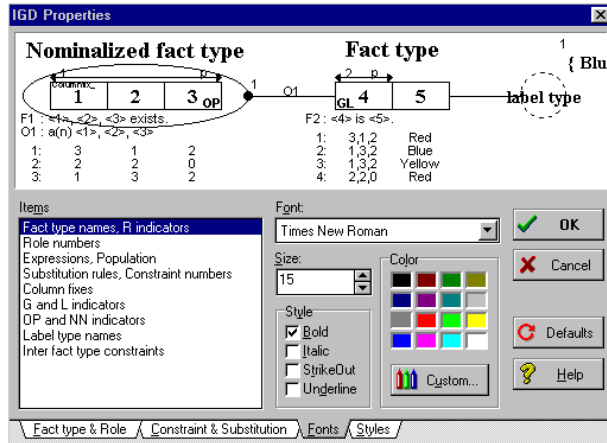 IGD Properties
Nominalized fact type
Fact type
1
{ Blu
1
p
2 p
Columnfix_
1 2 3 OP
1
O1
GL 4 5
label type
F1 : <1>, <2>, <3> exists.
O1 : a(n) <1>, <2>, <3>
1: 3 1 2
2: 2 2 0
3: 1 3 2
F2 : <4> is <5>.
1: 3,1,2 Red
2: 1,3,2 Blue
3: 1,3,2 Yellow
4: 2,2,0 Red
Items
Fact type names, R indicators
Role numbers
Expressions, Population
Substitution rules, Constraint numbers
Column fixes
G and L indicators
OP and NN indicators
Label type names
Inter fact type constraints
Font:
Times New Roman
Size:
15
Style
Bold
Italic
StrikeOut
Underline
Color
Custom...
OK
Cancel
Defaults
Help
Fact type & Role
Constraint & Substitution
Fonts
Styles